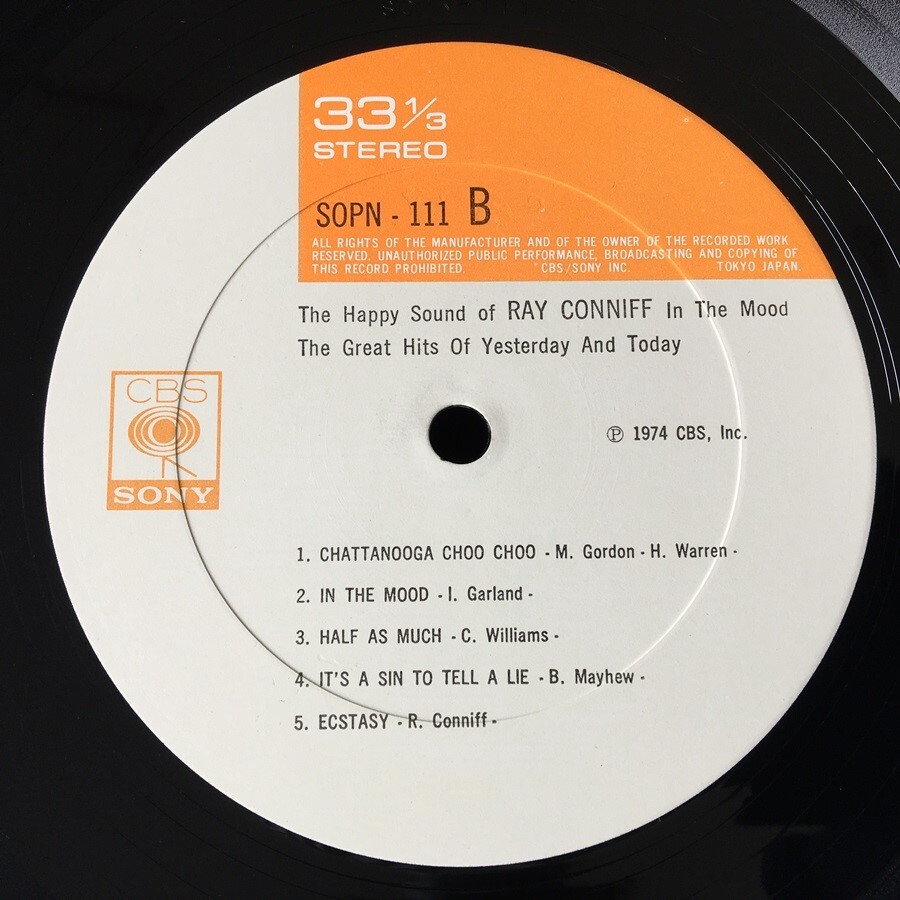 33 1/3
STEREO
SOPN - 111 B
ALL RIGHTS OF THE MANUFACTURER AND OF THE OWNER OF THE RECORDED WORK
RESERVED. UNAUTHORIZED PUBLIC PERFORMANCE, BROADCASTING AND COPYING OF
THIS RECORD PROHIBITED. CBS/SONY INC. TOKYO JAPAN.
The Happy Sound of RAY CONNIFF In The Mood
The Great Hits Of Yesterday And Today
CBS
SONY
℗ 1974 CBS, Inc.
1. CHATTANOOGA CHOO CHOO - M. Gordon - H. Warren -
2. IN THE MOOD - I. Garland -
3. HALF AS MUCH - C. Williams -
4. IT'S A SIN TO TELL A LIE - B. Mayhew -
5. ECSTASY - R. Conniff -